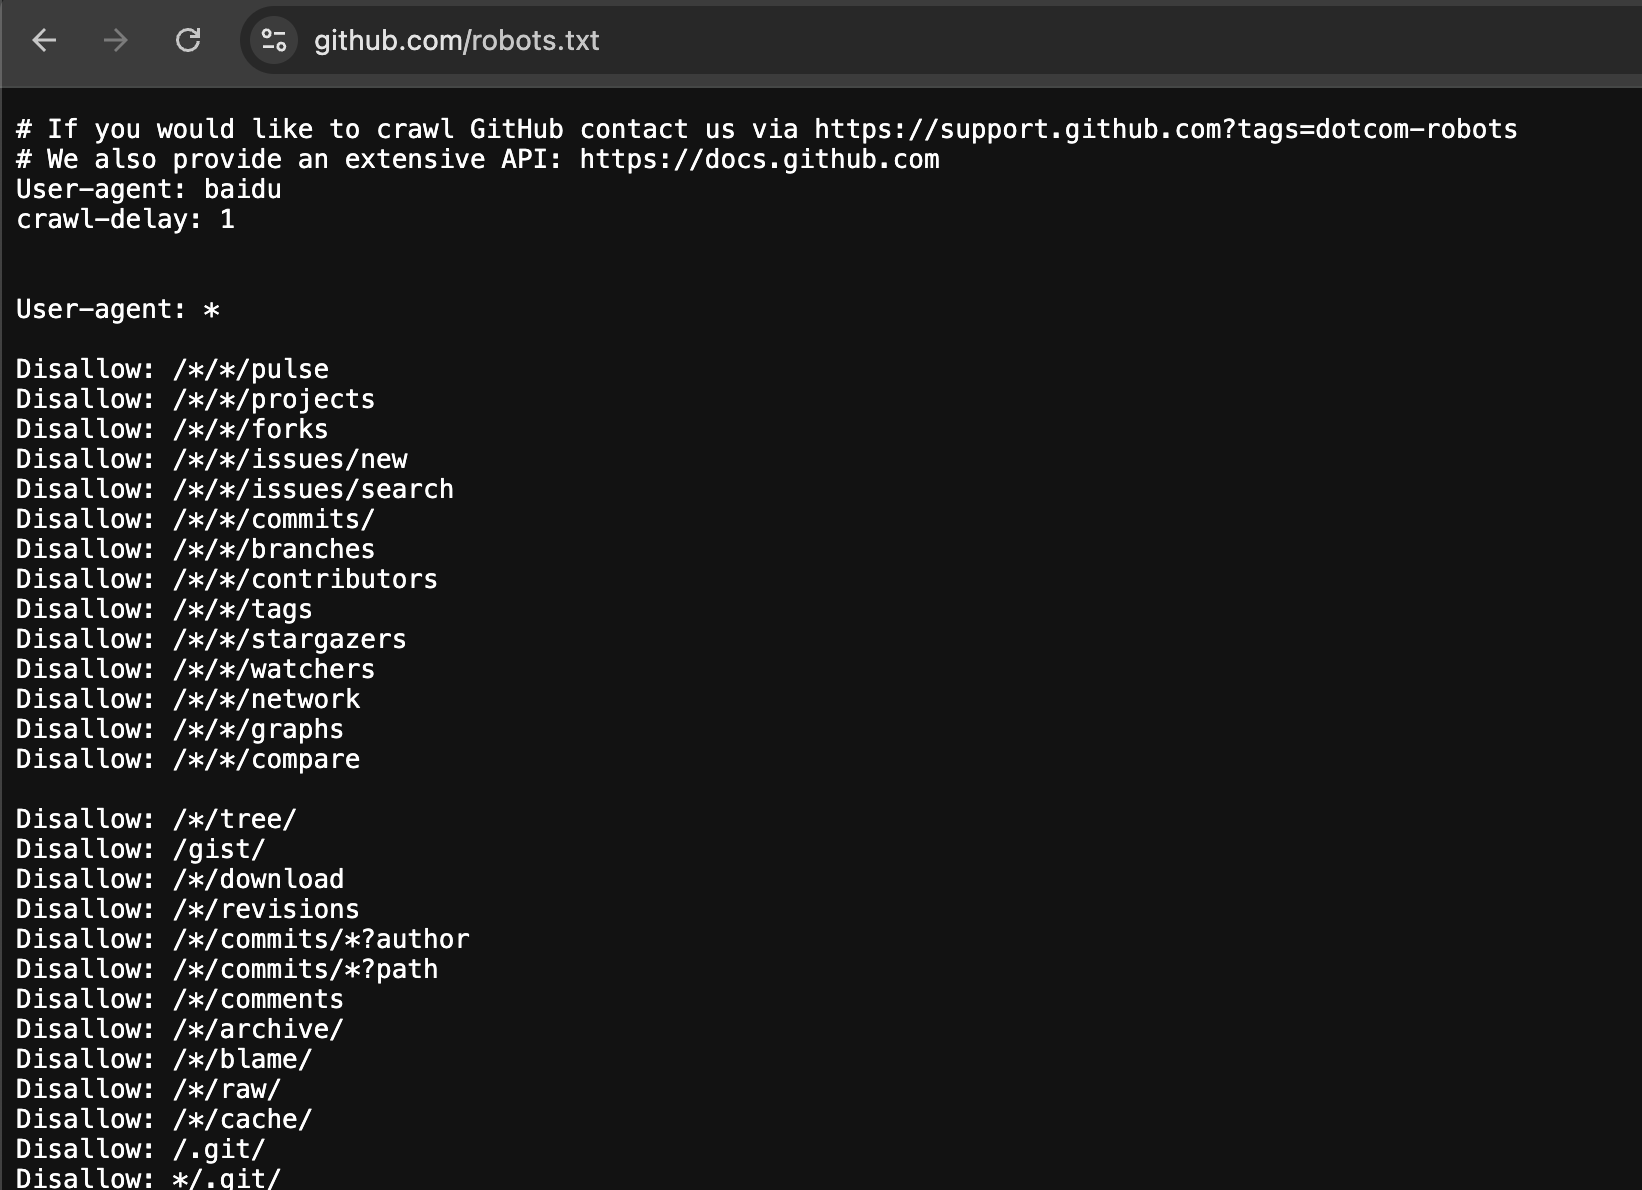 github.com/robots.txt
# If you would like to crawl GitHub contact us via https://support.github.com?tags=dotcom-robots
# We also provide an extensive API: https://docs.github.com
User-agent: baidu
crawl-delay: 1
User-agent: *
Disallow: /*/*/pulse
Disallow: /*/*/projects
Disallow: /*/*/forks
Disallow: /*/*/issues/new
Disallow: /*/*/issues/search
Disallow: /*/*/commits/
Disallow: /*/*/branches
Disallow: /*/*/contributors
Disallow: /*/*/tags
Disallow: /*/*/stargazers
Disallow: /*/*/watchers
Disallow: /*/*/network
Disallow: /*/*/graphs
Disallow: /*/*/compare
Disallow: /*/tree/
Disallow: /gist/
Disallow: /*/download
Disallow: /*/revisions
Disallow: /*/commits/*?author
Disallow: /*/commits/*?path
Disallow: /*/comments
Disallow: /*/archive/
Disallow: /*/blame/
Disallow: /*/raw/
Disallow: /*/cache/
Disallow: /.git/
Disallow: */.git/